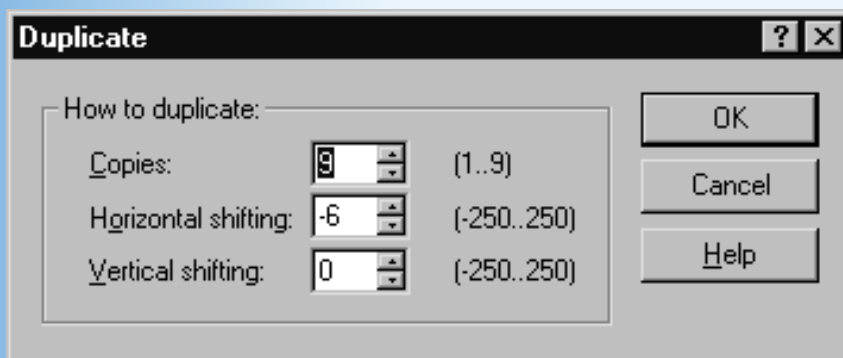 Duplicate
How to duplicate:
Copies: 9 (1..9)
Horizontal shifting: -6 (-250..250)
Vertical shifting: 0 (-250..250)
OK
Cancel
Help